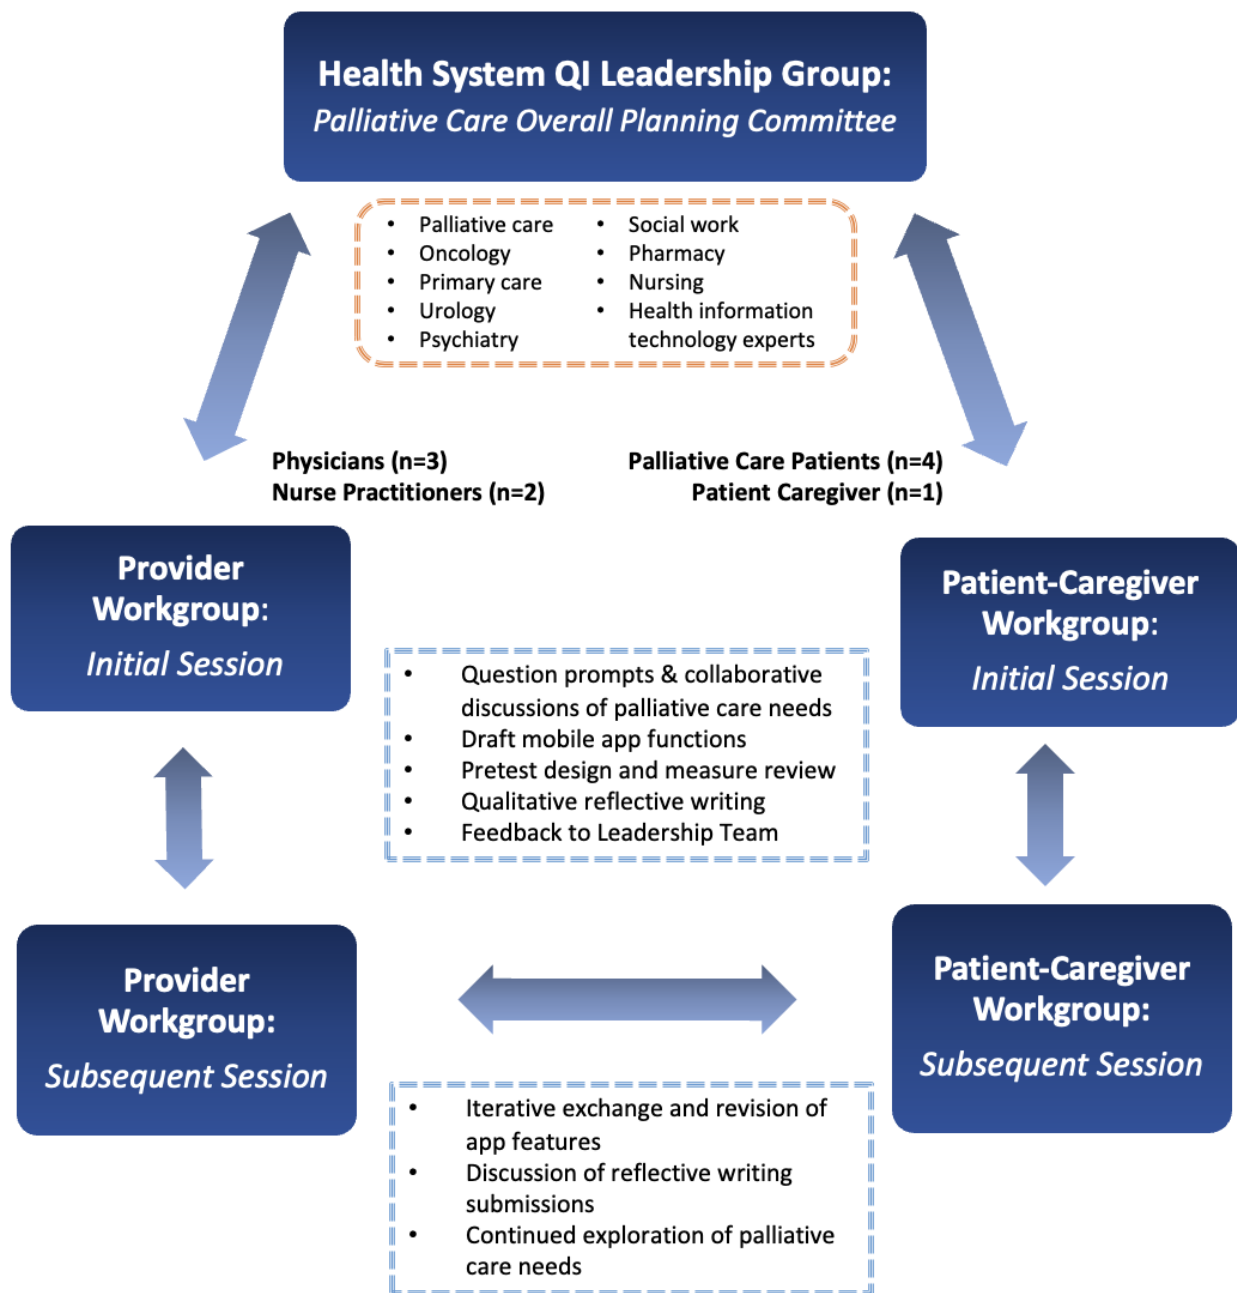 Health System QI Leadership Group:
Palliative Care Overall Planning Committee
• Palliative care
• Oncology
• Primary care
• Urology
• Psychiatry
• Social work
• Pharmacy
• Nursing
• Health information
technology experts
Physicians (n=3)
Nurse Practitioners (n=2)
Palliative Care Patients (n=4)
Patient Caregiver (n=1)
Provider
Workgroup:
Initial Session
Patient-Caregiver
Workgroup:
Initial Session
• Question prompts & collaborative
discussions of palliative care needs
• Draft mobile app functions
• Pretest design and measure review
• Qualitative reflective writing
• Feedback to Leadership Team
Provider
Workgroup:
Subsequent Session
Patient-Caregiver
Workgroup:
Subsequent Session
• Iterative exchange and revision of
app features
• Discussion of reflective writing
submissions
• Continued exploration of palliative
care needs